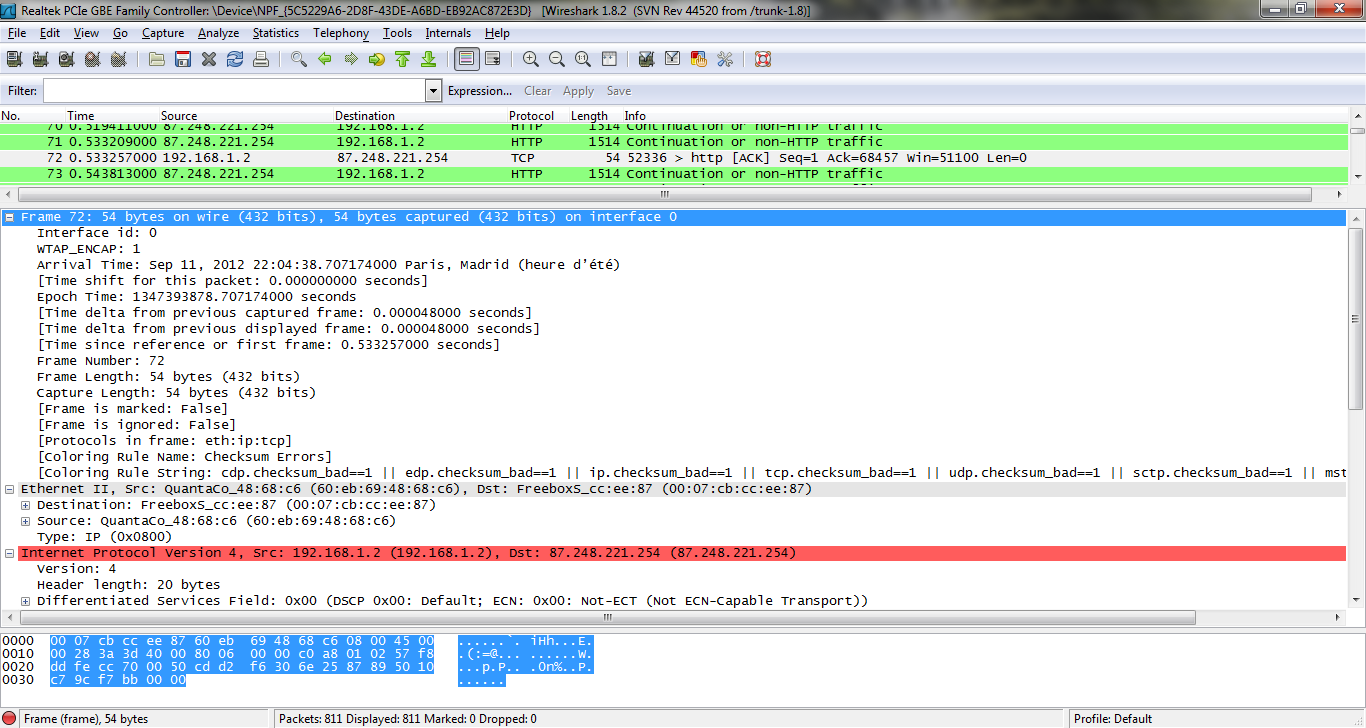 Realtek PCIe GBE Family Controller: \Device\NPF_{5C5229A6-2D8F-43DE-A6BD-EB92AC872E3D} [Wireshark 1.8.2 (SVN Rev 44520 from /trunk-1.8)]
File Edit View Go Capture Analyze Statistics Telephony Tools Internals Help
Filter: Expression... Clear Apply Save
No. Time Source Destination Protocol Length Info
70 0.519411000 87.248.221.254 192.168.1.2 HTTP 1514 Continuation or non-HTTP traffic
71 0.533209000 87.248.221.254 192.168.1.2 HTTP 1514 Continuation or non-HTTP traffic
72 0.533257000 192.168.1.2 87.248.221.254 TCP 54 52336 > http [ACK] Seq=1 Ack=68457 Win=51100 Len=0
73 0.543813000 87.248.221.254 192.168.1.2 HTTP 1514 Continuation or non-HTTP traffic
Frame 72: 54 bytes on wire (432 bits), 54 bytes captured (432 bits) on interface 0
Interface id: 0
WTAP_ENCAP: 1
Arrival Time: Sep 11, 2012 22:04:38.707174000 Paris, Madrid (heure d’été)
[Time shift for this packet: 0.000000000 seconds]
Epoch Time: 1347393878.707174000 seconds
[Time delta from previous captured frame: 0.000048000 seconds]
[Time delta from previous displayed frame: 0.000048000 seconds]
[Time since reference or first frame: 0.533257000 seconds]
Frame Number: 72
Frame Length: 54 bytes (432 bits)
Capture Length: 54 bytes (432 bits)
[Frame is marked: False]
[Frame is ignored: False]
[Protocols in frame: eth:ip:tcp]
[Coloring Rule Name: Checksum Errors]
[Coloring Rule String: cdp.checksum_bad==1 || edp.checksum_bad==1 || ip.checksum_bad==1 || tcp.checksum_bad==1 || udp.checksum_bad==1 || sctp.checksum_bad==1 || mst
Ethernet II, Src: QuantaCo_48:68:c6 (60:eb:69:48:68:c6), Dst: FreeboxS_cc:ee:87 (00:07:cb:cc:ee:87)
Destination: FreeboxS_cc:ee:87 (00:07:cb:cc:ee:87)
Source: QuantaCo_48:68:c6 (60:eb:69:48:68:c6)
Type: IP (0x0800)
Internet Protocol Version 4, Src: 192.168.1.2 (192.168.1.2), Dst: 87.248.221.254 (87.248.221.254)
Version: 4
Header length: 20 bytes
Differentiated Services Field: 0x00 (DSCP 0x00: Default; ECN: 0x00: Not-ECT (Not ECN-Capable Transport))
0000 00 07 cb cc ee 87 60 eb 69 48 68 c6 08 00 45 00 ......`. iHh...E.
0010 00 28 3a 3d 40 00 80 06 00 00 c0 a8 01 02 57 f8 .(:=@... ......W.
0020 dd fe cc 70 00 50 cd d2 f6 30 6e 25 87 89 50 10 ...p.P.. .0n%..P.
0030 c7 9c f7 bb 00 00 ......
Frame (frame), 54 bytes Packets: 811 Displayed: 811 Marked: 0 Dropped: 0 Profile: Default